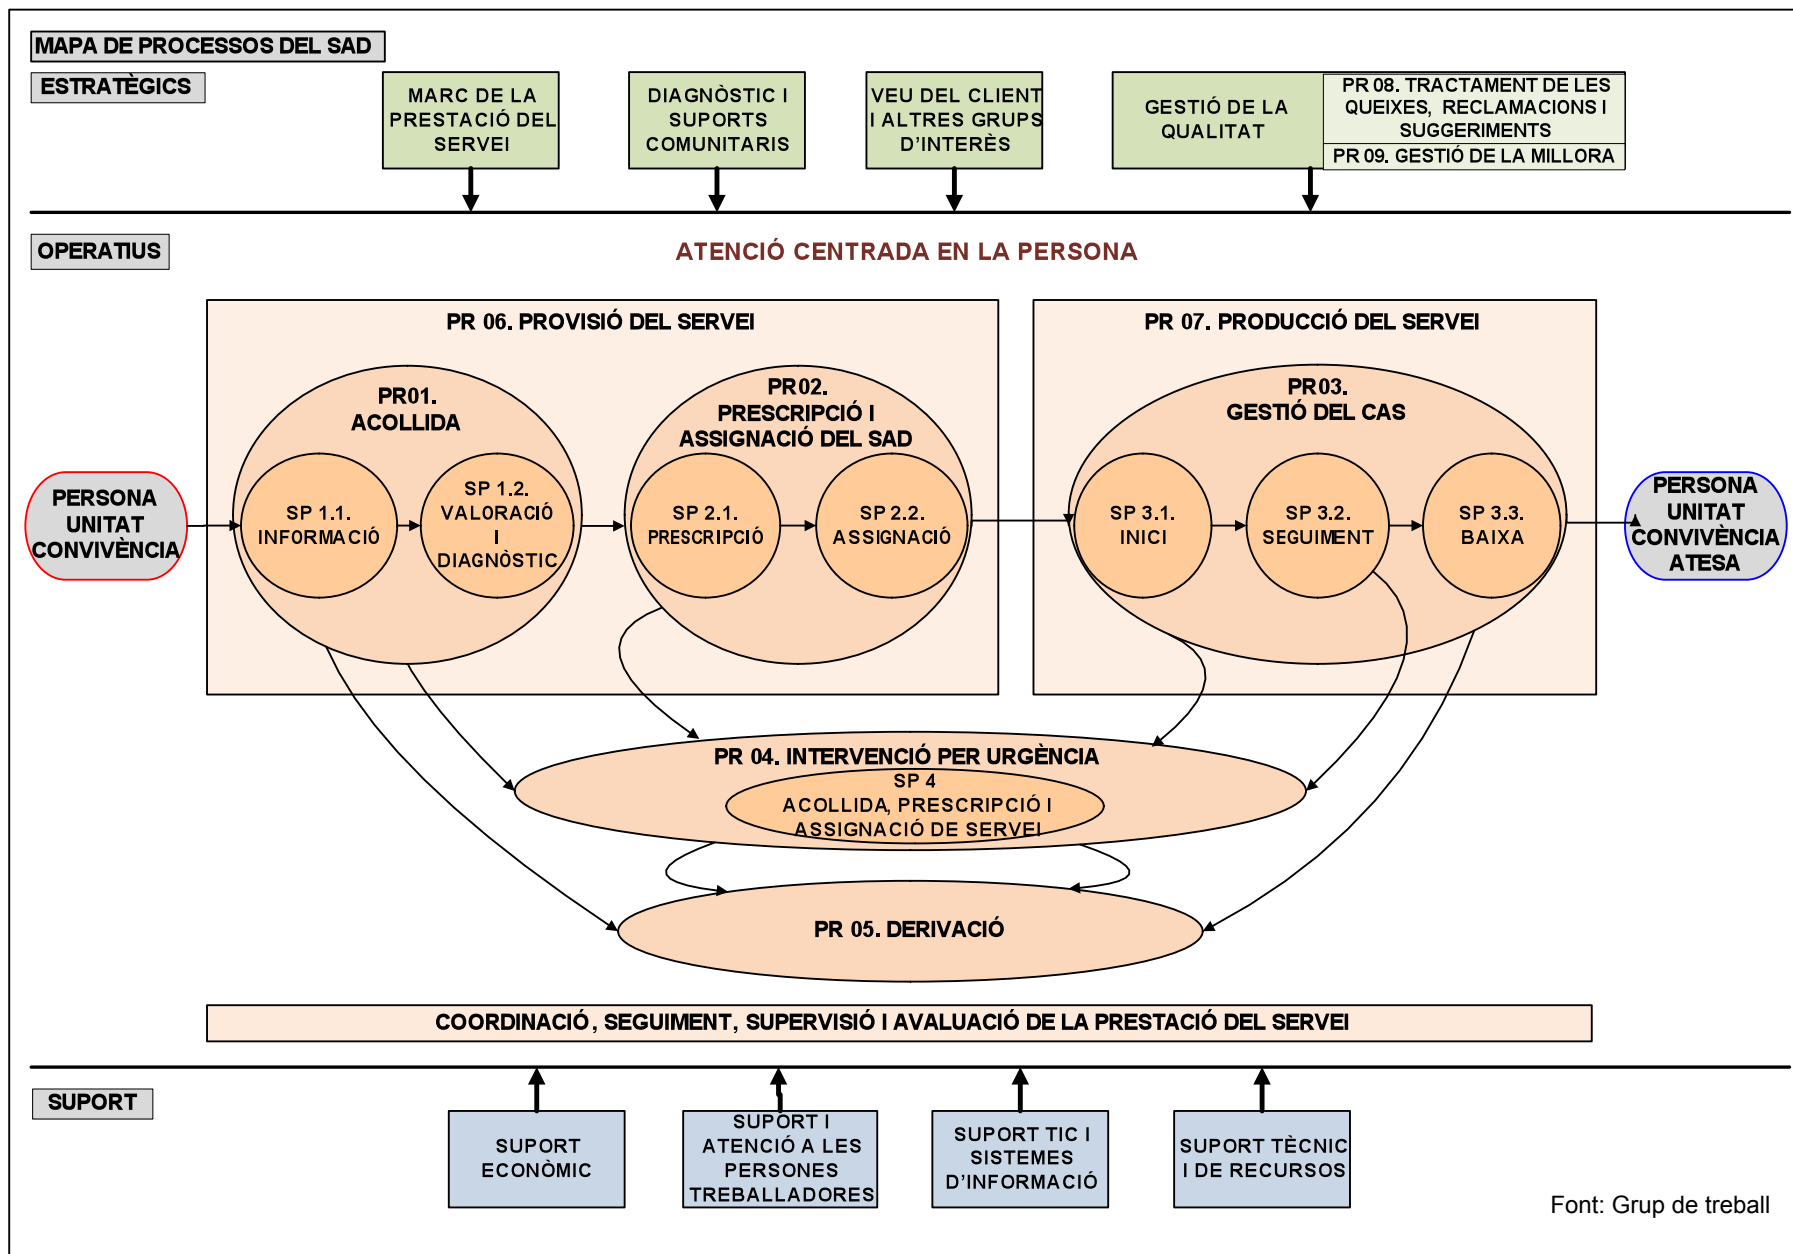 MAPA DE PROCESSOS DEL SAD
ESTRATÈGICS
MARC DE LA
PRESTACIÓ DEL
SERVEI
DIAGNÒSTIC I
SUPORTS
COMUNITARIS
VEU DEL CLIENT
I ALTRES GRUPS
D'INTERÈS
GESTIÓ DE LA
QUALITAT
PR 08. TRACTAMENT DE LES
QUEIXES, RECLAMACIONS I
SUGGERIMENTS
PR 09. GESTIÓ DE LA MILLORA
OPERATIUS
ATENCIÓ CENTRADA EN LA PERSONA
PR 06. PROVISIÓ DEL SERVEI
PR 07. PRODUCCIÓ DEL SERVEI
PR01.
ACOLLIDA
PR02.
PRESCRIPCIÓ I
ASSIGNACIÓ DEL SAD
PR03.
GESTIÓ DEL CAS
PERSONA
UNITAT
CONVIVÈNCIA
SP 1.1.
INFORMACIÓ
SP 1.2.
VALORACIÓ
I
DIAGNÒSTIC
SP 2.1.
PRESCRIPCIÓ
SP 2.2.
ASSIGNACIÓ
SP 3.1.
INICI
SP 3.2.
SEGUIMENT
SP 3.3.
BAIXA
PERSONA
UNITAT
CONVIVÈNCIA
ATESA
PR 04. INTERVENCIÓ PER URGÈNCIA
SP 4
ACOLLIDA, PRESCRIPCIÓ I
ASSIGNACIÓ DE SERVEI
PR 05. DERIVACIÓ
COORDINACIÓ, SEGUIMENT, SUPERVISIÓ I AVALUACIÓ DE LA PRESTACIÓ DEL SERVEI
SUPORT
SUPORT
ECONÒMIC
SUPORT I
ATENCIÓ A LES
PERSONES
TREBALLADORES
SUPORT TIC I
SISTEMES
D'INFORMACIÓ
SUPORT TÈCNIC
I DE RECURSOS
Font: Grup de treball